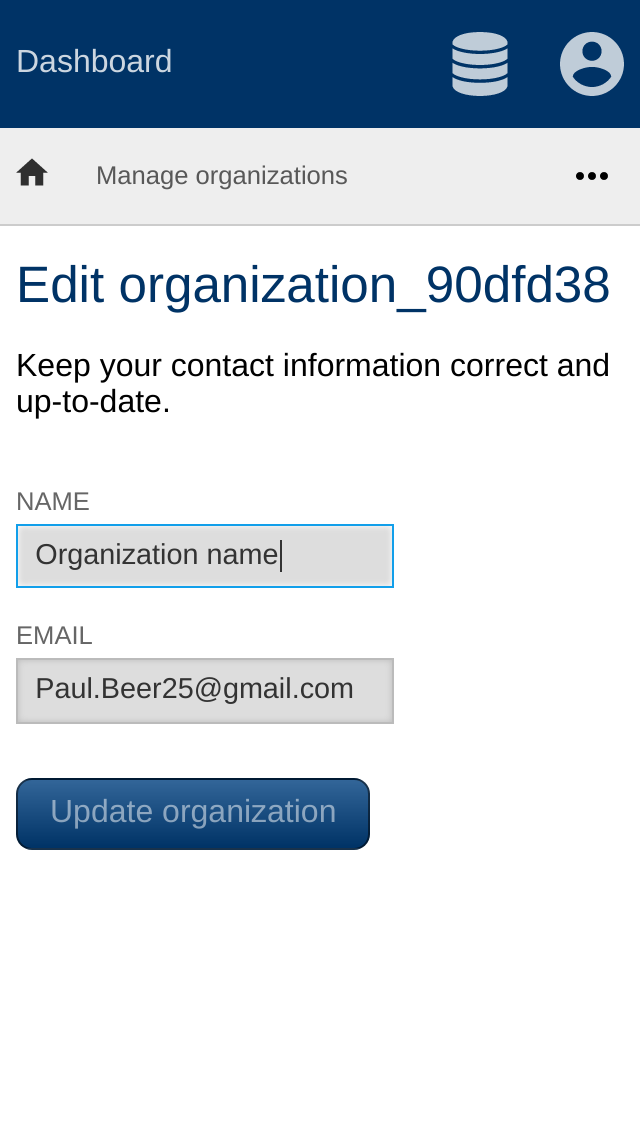 Dashboard
Manage organizations
Edit organization_90dfd38
Keep your contact information correct and
up-to-date.
NAME
Organization name
EMAIL
Paul.Beer25@gmail.com
Update organization